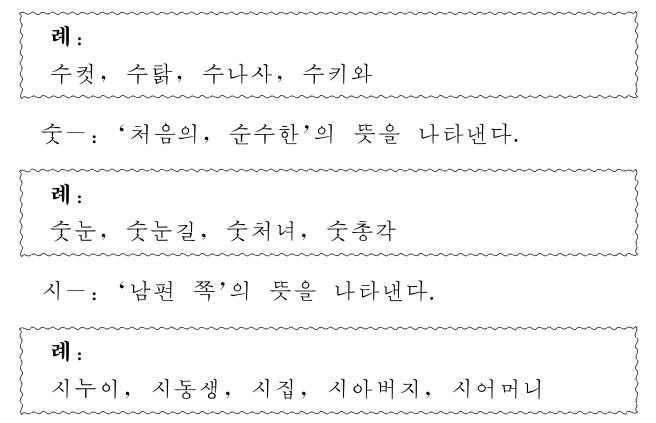 례:
수컷, 수탉, 수나사, 수키와
숫—: ‘처음의, 순수한’의 뜻을 나타낸다.
례:
숫눈, 숫눈길, 숫처녀, 숫총각
시—: ‘남편 쪽’의 뜻을 나타낸다.
례:
시누이, 시동생, 시집, 시아버지, 시어머니